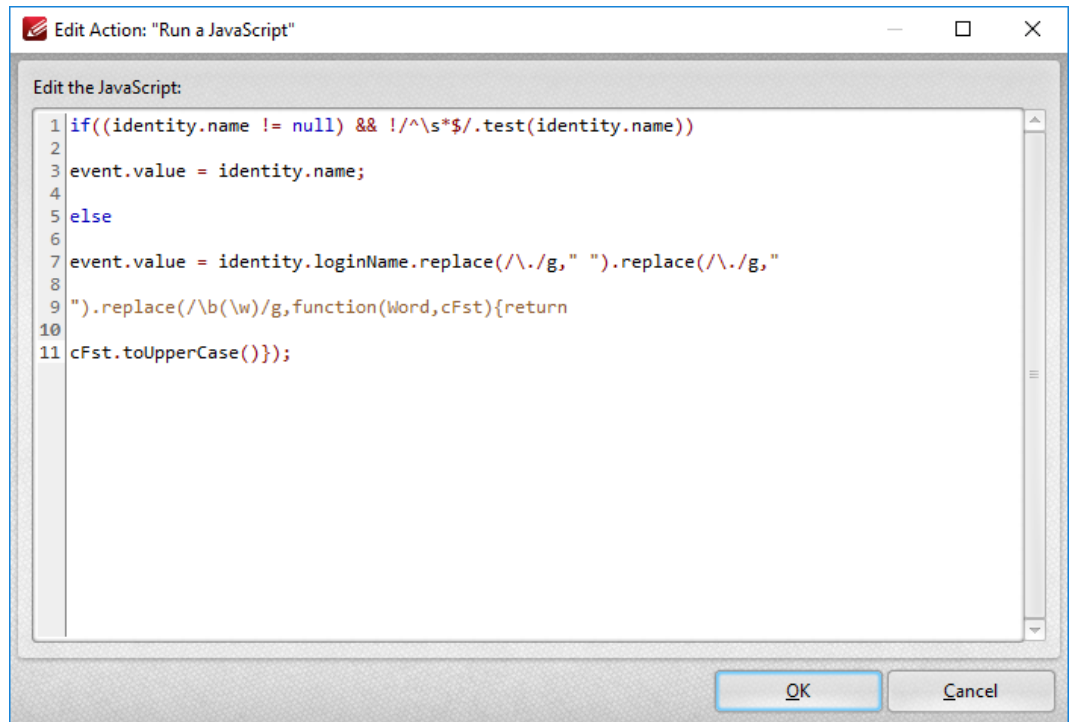 Edit Action: "Run a JavaScript"
Edit the JavaScript:
1 if((identity.name != null) && !/^\s*$/.test(identity.name))
2
3 event.value = identity.name;
4
5 else
6
7 event.value = identity.loginName.replace(/\./g," ").replace(/\./g,"
8
9 ").replace(/\b(\w)/g,function(Word,cFst){return
10
11 cFst.toUpperCase()});
OK Cancel